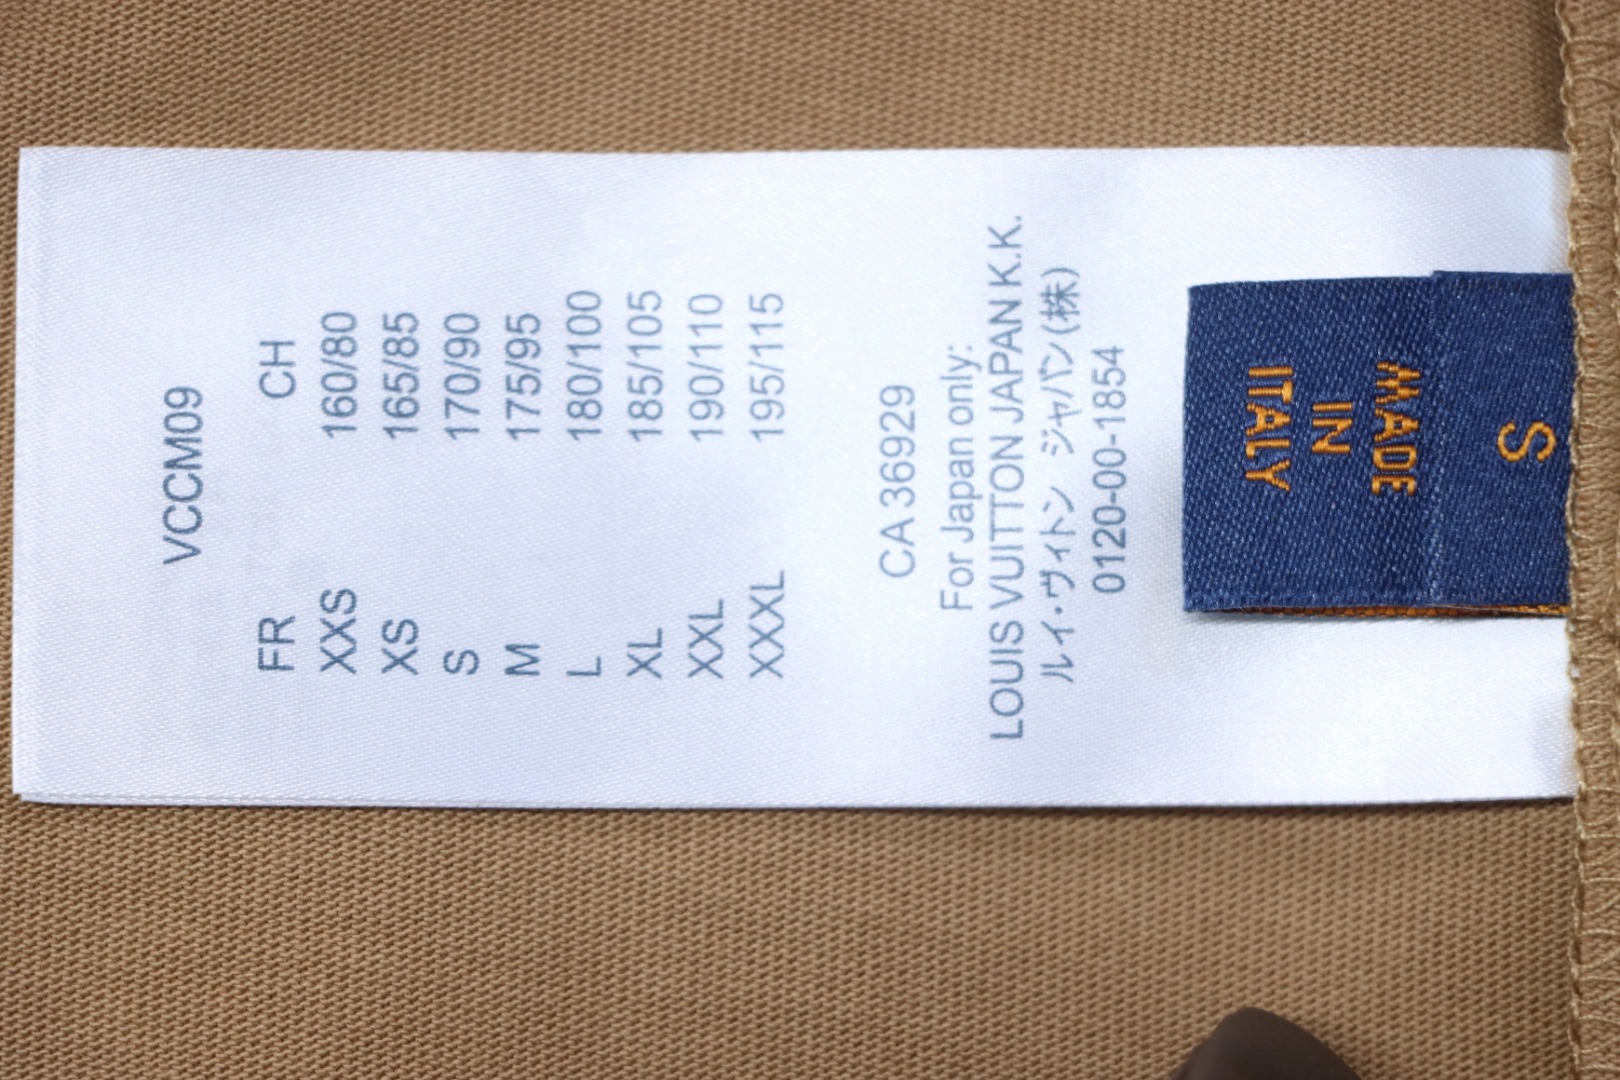 VCCM09
FR CH
XXS 160/80
XS 165/85
S 170/90
M 175/95
L 180/100
XL 185/105
XXL 190/110
XXXL 195/115
CA 36929
For Japan only:
LOUIS VUITTON JAPAN K.K.
ルイ・ヴィトン ジャパン(株)
0120-00-1854
S
MADE
IN
ITALY